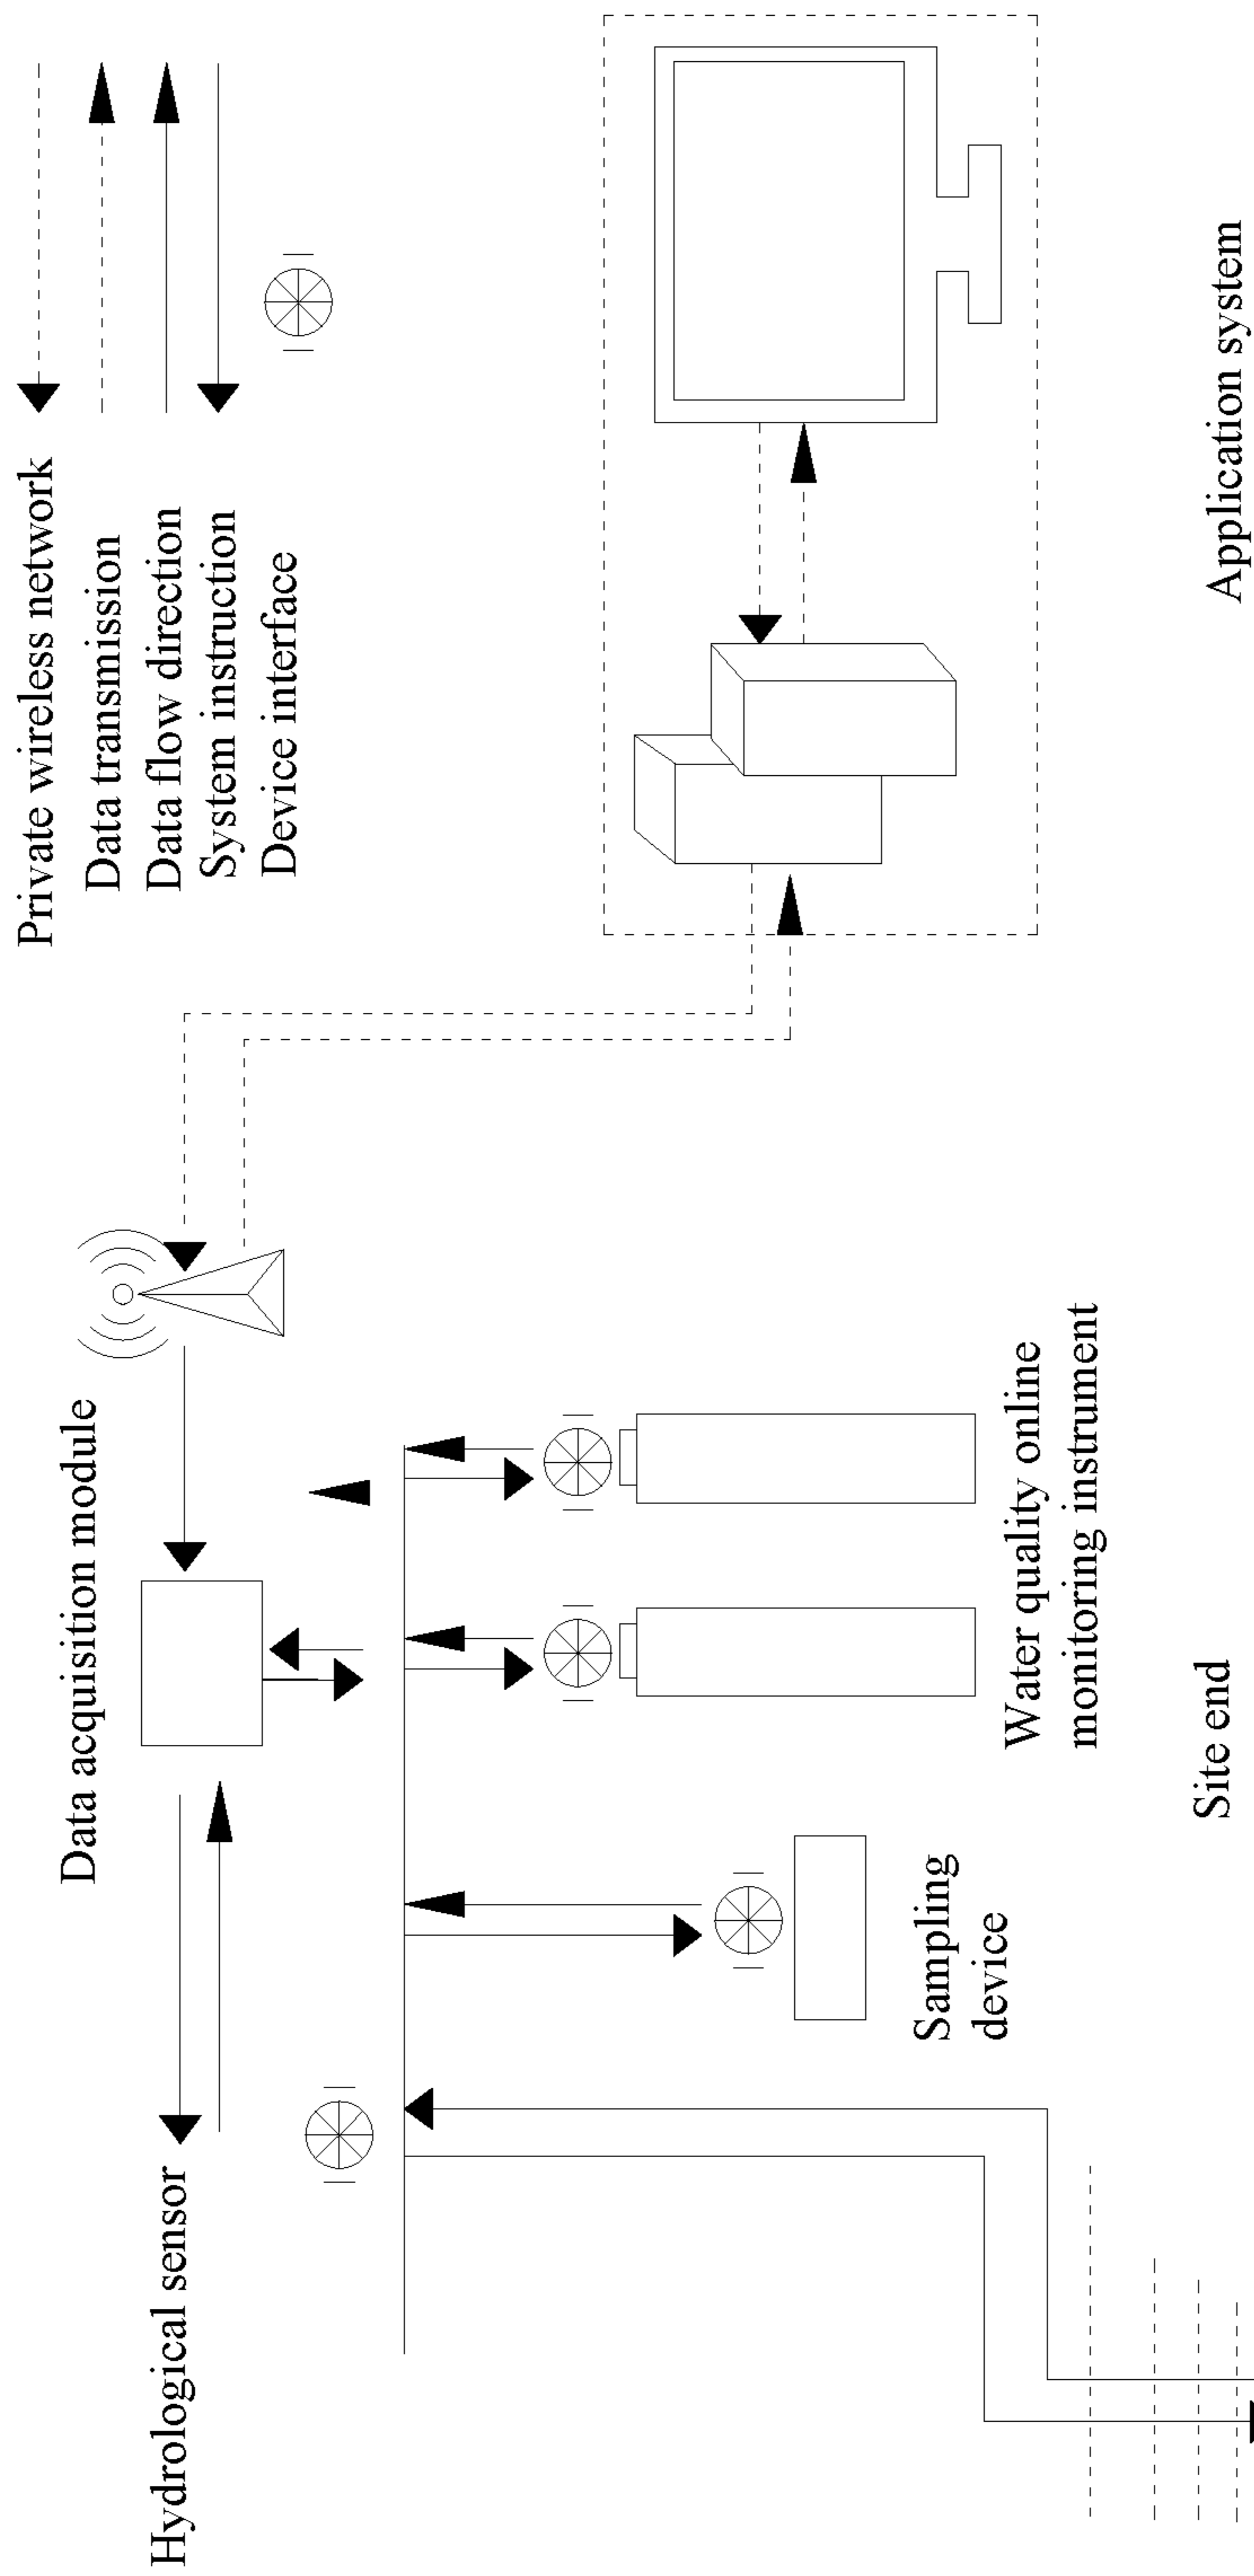 Private wireless network
Data transmission
Data flow direction
System instruction
Device interface
Data acquisition module
Hydrological sensor
Sampling
device
Water quality online
monitoring instrument
Site end
Application system